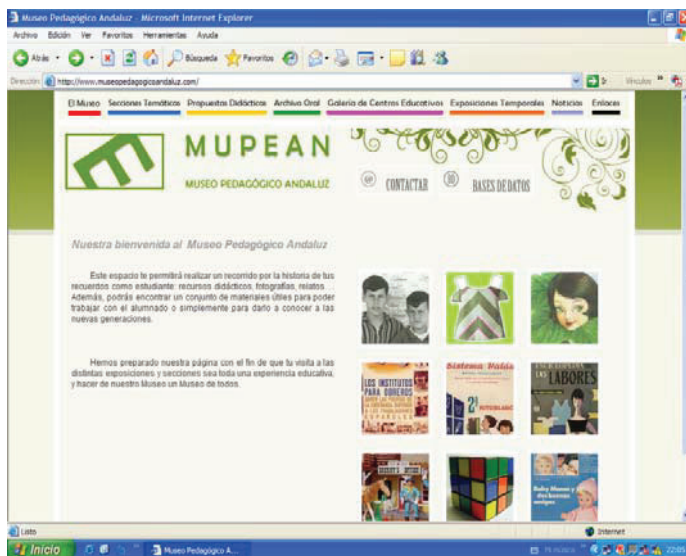 Museo Pedagógico Andaluz - Microsoft Internet Explorer
Archivo Edición Ver Favoritos Herramientas Ayuda
Atrás Búsqueda Favoritos
Dirección http://www.museopedagogicoandaluz.com/ Ir Vínculos
El Museo Secciones Temáticas Propuestas Didácticas Archivo Oral Galería de Centros Educativos Exposiciones Temporales Noticias Enlaces
MUPEAN
MUSEO PEDAGÓGICO ANDALUZ
CONTACTAR BASES DE DATOS
Nuestra bienvenida al Museo Pedagógico Andaluz
Este espacio te permitirá realizar un recorrido por la historia de tus
recuerdos como estudiante: recursos didácticos, fotografías, relatos ...
Además, podrás encontrar un conjunto de materiales útiles para poder
trabajar con el alumnado o simplemente para darlo a conocer a las
nuevas generaciones.
Hemos preparado nuestra página con el fin de que tu visita a las
distintas exposiciones y secciones sea toda una experiencia educativa,
y hacer de nuestro Museo un Museo de todos.
LOS INSTITUTOS
PARA OBREROS
LABORES
Listo Internet
Inicio Museo Pedagógico A... 22:05